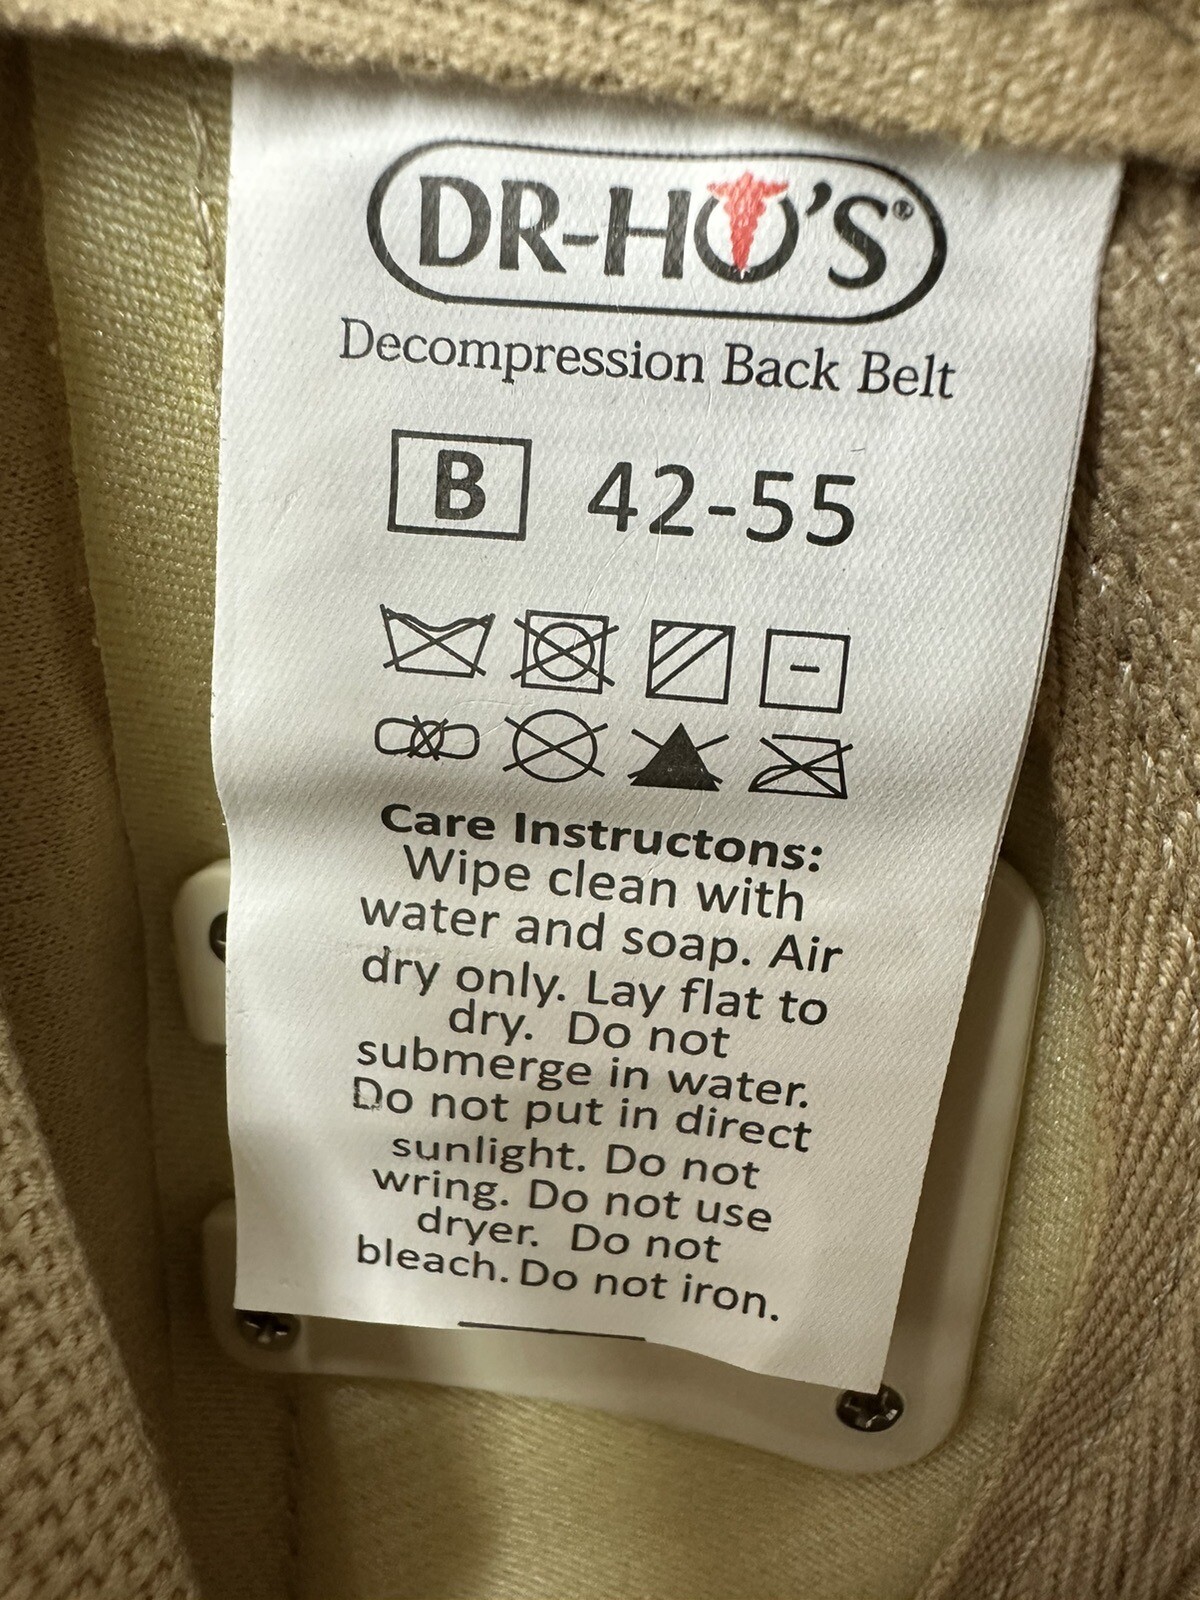 DR-HO'S®
Decompression Back Belt
B 42-55
Care Instructons:
Wipe clean with
water and soap. Air
dry only. Lay flat to
dry. Do not
submerge in water.
Do not put in direct
sunlight. Do not
wring. Do not use
dryer. Do not
bleach. Do not iron.